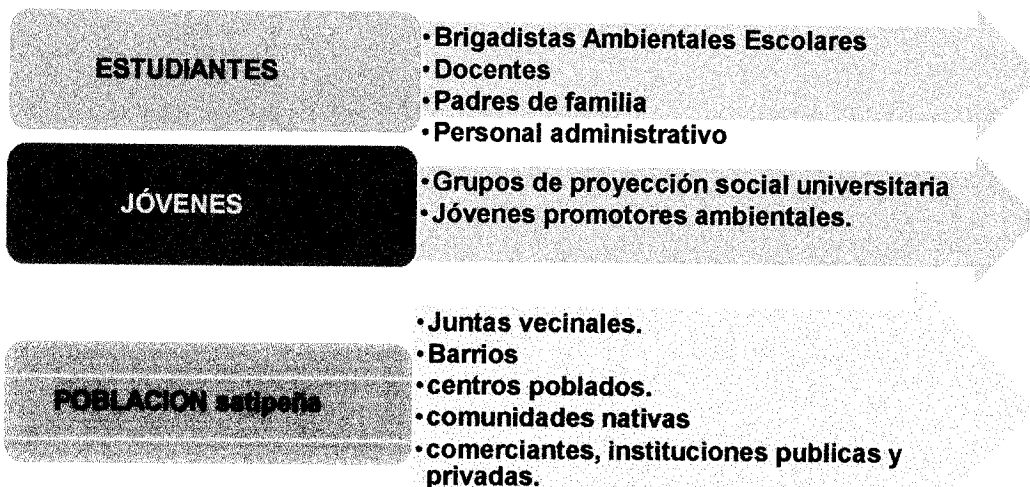 ESTUDIANTES
•Brigadistas Ambientales Escolares
•Docentes
•Padres de familia
•Personal administrativo
JÓVENES
•Grupos de proyección social universitaria
•Jóvenes promotores ambientales.
POBLACION satipeña
•Juntas vecinales.
•Barrios
•centros poblados.
•comunidades nativas
•comerciantes, instituciones publicas y
privadas.